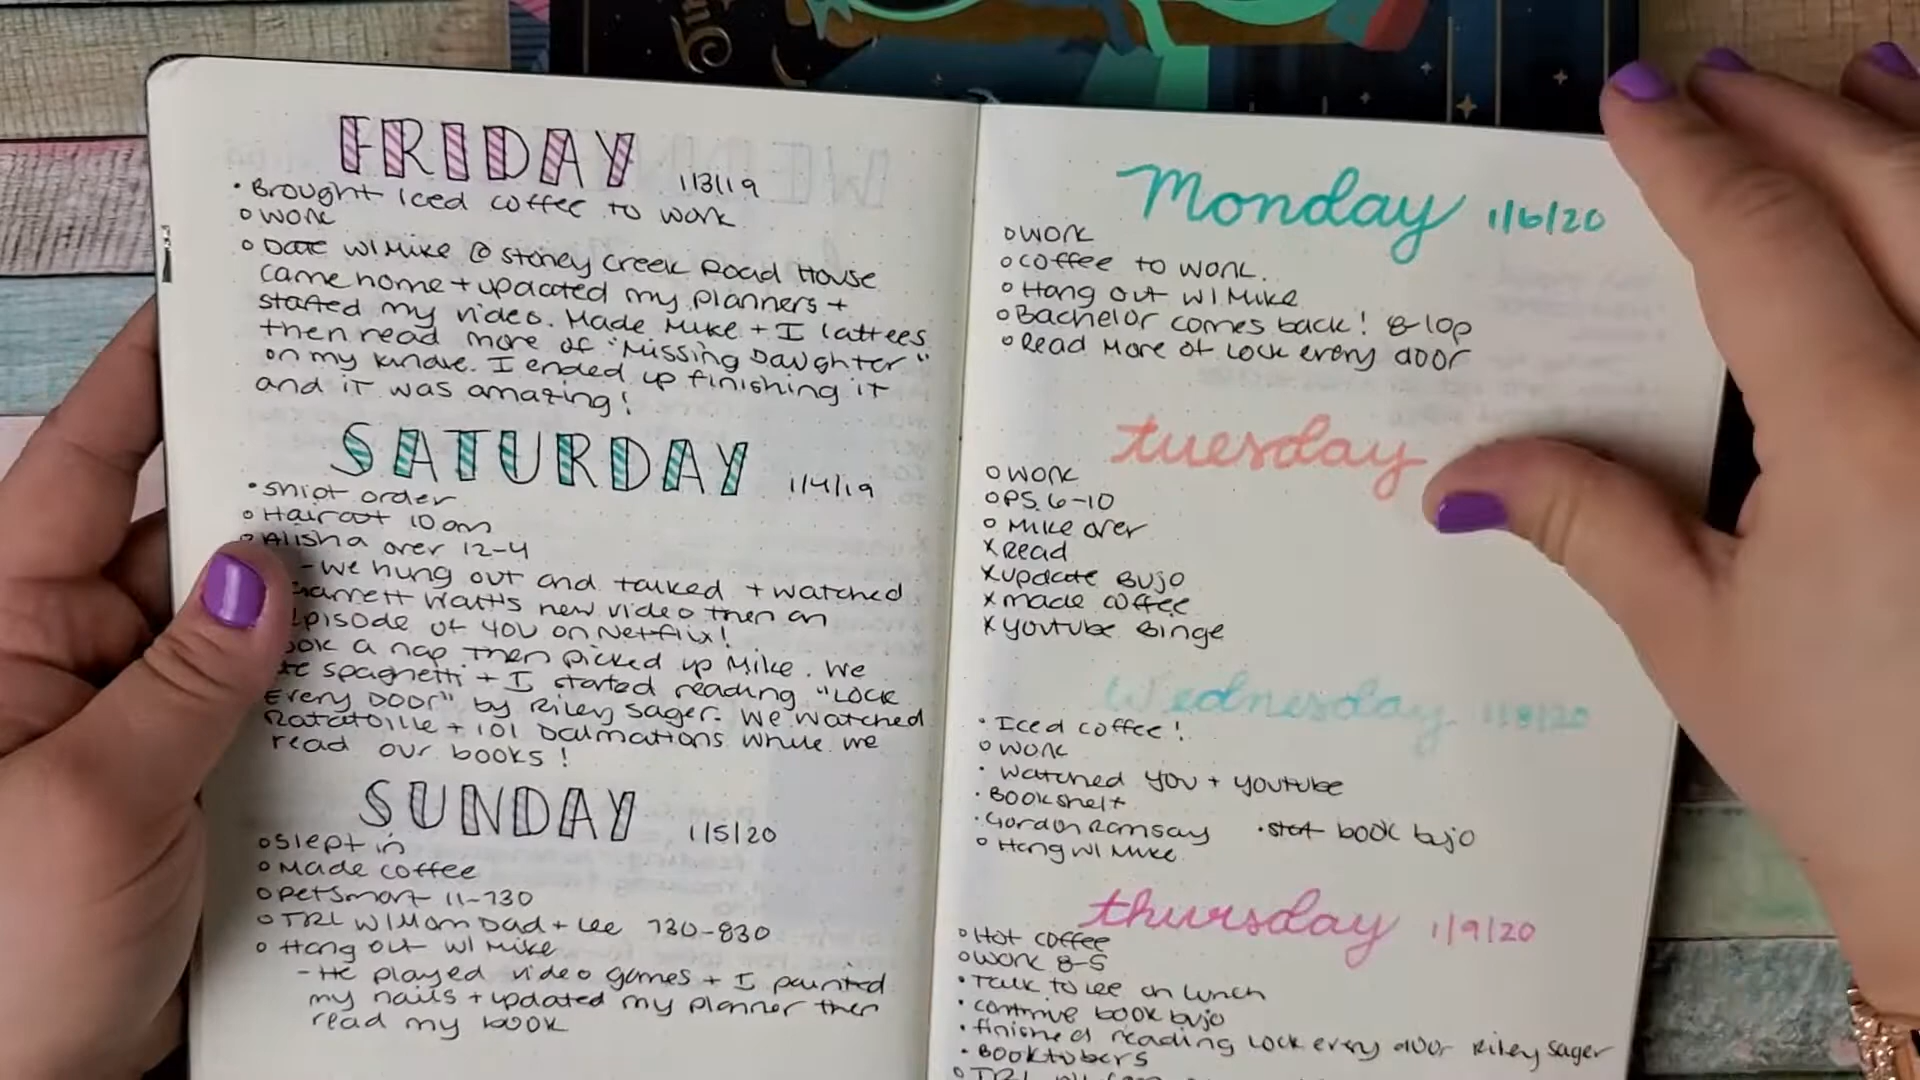 FRIDAY 1/3/19
• Brought Iced coffee to work
o work
o Date w/ Mike @ Stoney Creek Road House
came home + updated my planners +
started my video. Made Mike + I lattees
then read more of "Missing Daughter"
on my kindle. I ended up finishing it
and it was amazing!
SATURDAY 1/4/19
• Shipt order
o Haircut 10am
Alisha over 12-4
- we hung out and talked + watched
Garrett Watts new video then an
Episode of YOU on Netflix!
a nap then picked up Mike. We
spaghetti + I started reading "Lock
Every Door" by Riley Sager. We watched
Ratatoille + 101 Dalmations while we
read our books!
SUNDAY 1/5/20
o Slept in
o Made coffee
o Petsmart 11-730
o TRL w/ Mom Dad + Lee 730-830
o Hang out w/ Mike
- He played video games + I painted
my nails + updated my planner then
read my book
Monday 1/6/20
o work
o coffee to work.
o Hang out w/ Mike
o Bachelor comes back! 8-10p
o Read More of Lock every door
tuesday
o work
o PS 6-10
o Mike over
x Read
x update Bujo
x made coffee
x youtube Binge
Wednesday 1/8/20
• Iced coffee!
o work
• watched YOU + youtube
• Bookshelf
• Gordon Ramsay • start book bujo
o Hang w/ Mike.
thursday 1/9/20
o Hot coffee
o work 8-5
• Talk to Lee on lunch
• continue book bujo
• finished reading Lock every door Riley Sager
• Booktubers
o TRL w/